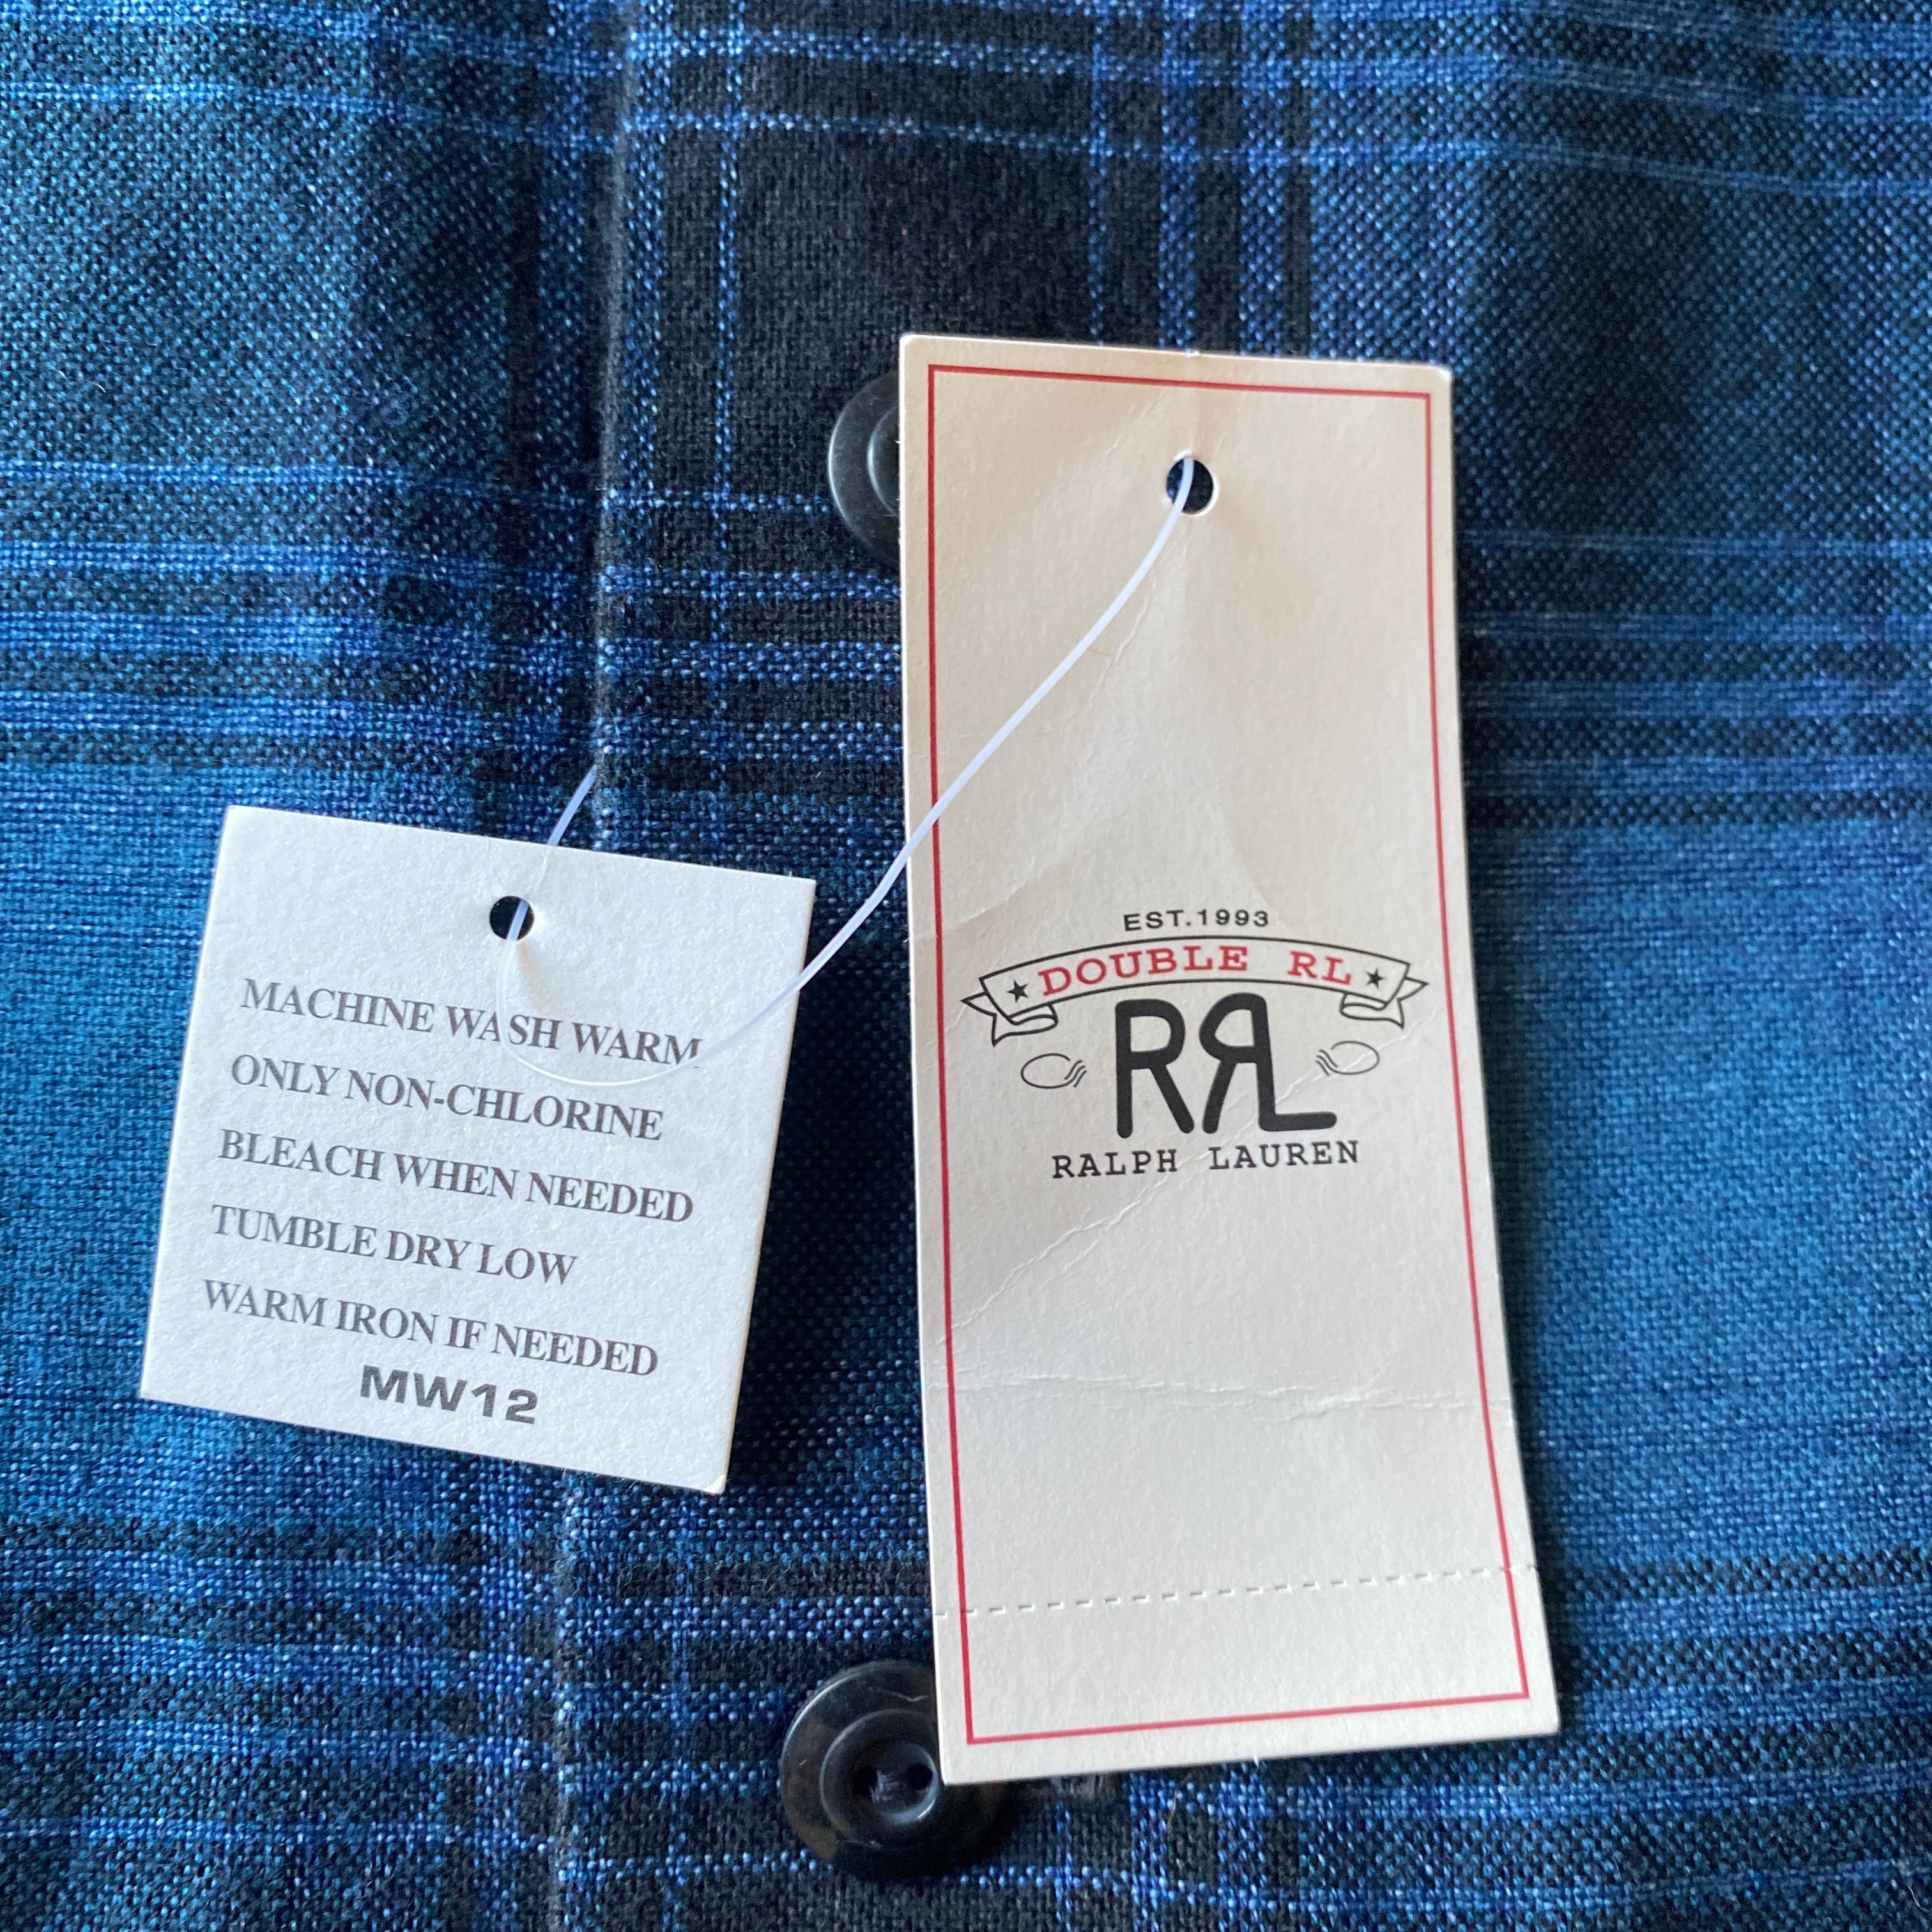 MACHINE WASH WARM
ONLY NON-CHLORINE
BLEACH WHEN NEEDED
TUMBLE DRY LOW
WARM IRON IF NEEDED
MW12
EST.1993
DOUBLE RL
RRL
RALPH LAUREN